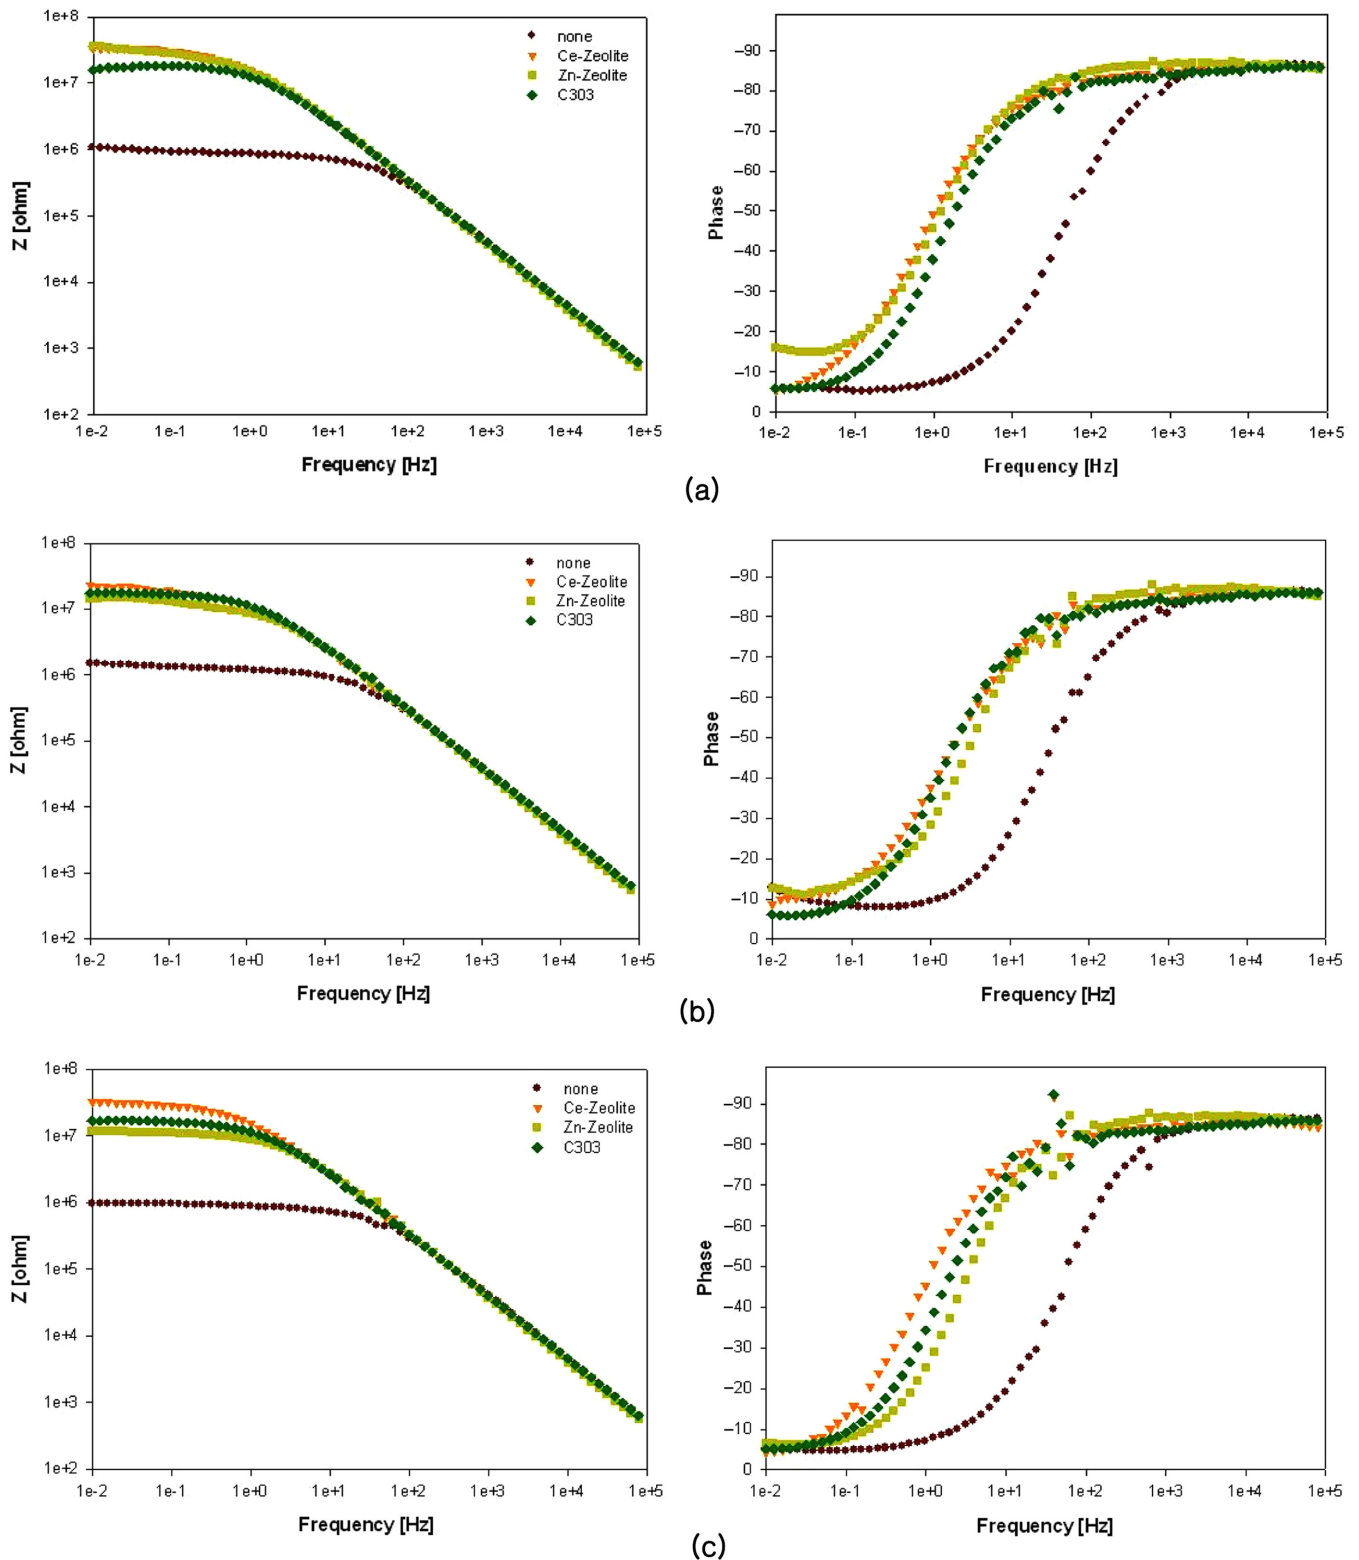 1e+8
1e+7
1e+6
1e+5
1e+4
1e+3
1e+2
Z [ohm]
none
Ce-Zeolite
Zn-Zeolite
C303
1e-2 1e-1 1e+0 1e+1 1e+2 1e+3 1e+4 1e+5
Frequency [Hz]
−90
−80
−70
−60
−50
−40
−30
−20
−10
0
Phase
1e-2 1e-1 1e+0 1e+1 1e+2 1e+3 1e+4 1e+5
Frequency [Hz]
(a)
1e+8
1e+7
1e+6
1e+5
1e+4
1e+3
1e+2
Z [ohm]
none
Ce-Zeolite
Zn-Zeolite
C303
1e-2 1e-1 1e+0 1e+1 1e+2 1e+3 1e+4 1e+5
Frequency [Hz]
−90
−80
−70
−60
−50
−40
−30
−20
−10
0
Phase
1e-2 1e-1 1e+0 1e+1 1e+2 1e+3 1e+4 1e+5
Frequency [Hz]
(b)
1e+8
1e+7
1e+6
1e+5
1e+4
1e+3
1e+2
Z [ohm]
none
Ce-Zeolite
Zn-Zeolite
C303
1e-2 1e-1 1e+0 1e+1 1e+2 1e+3 1e+4 1e+5
Frequency [Hz]
−90
−80
−70
−60
−50
−40
−30
−20
−10
0
Phase
1e-2 1e-1 1e+0 1e+1 1e+2 1e+3 1e+4 1e+5
Frequency [Hz]
(c)